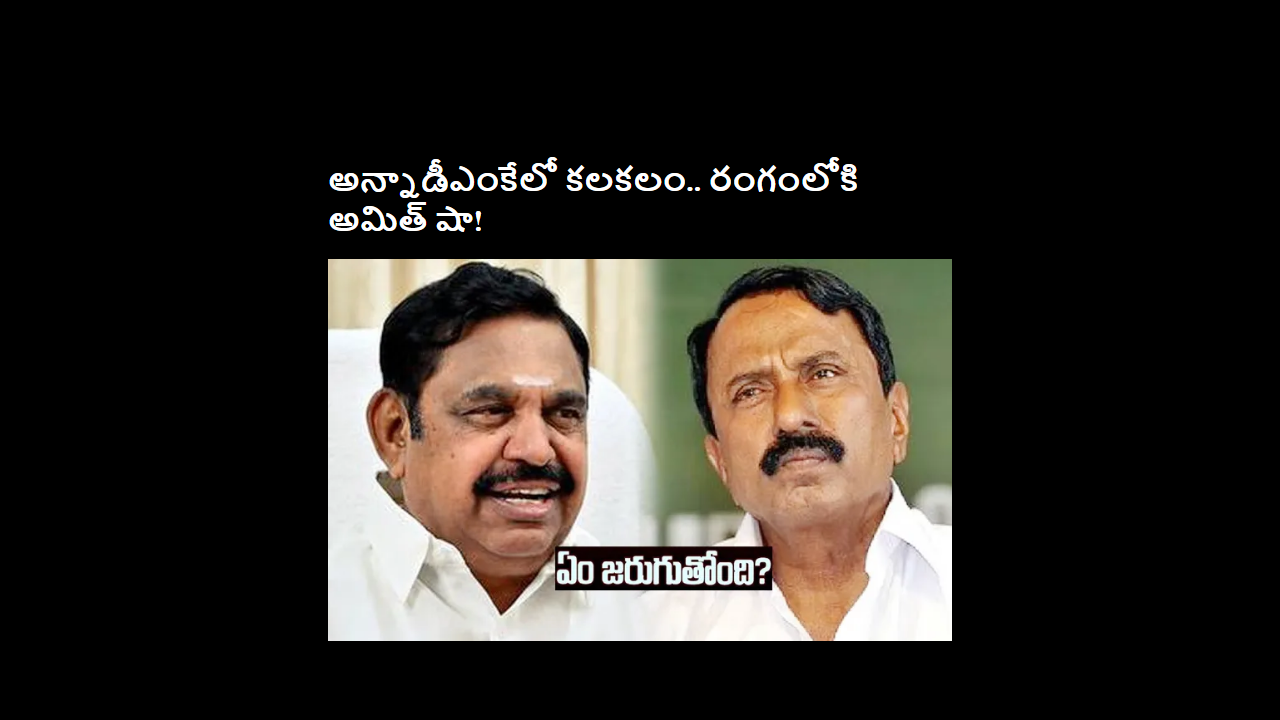 అన్నాడీఎంకేలో కలకలం.. రంగంలోకి
అమిత్ షా!
ఏం జరుగుతోంది?